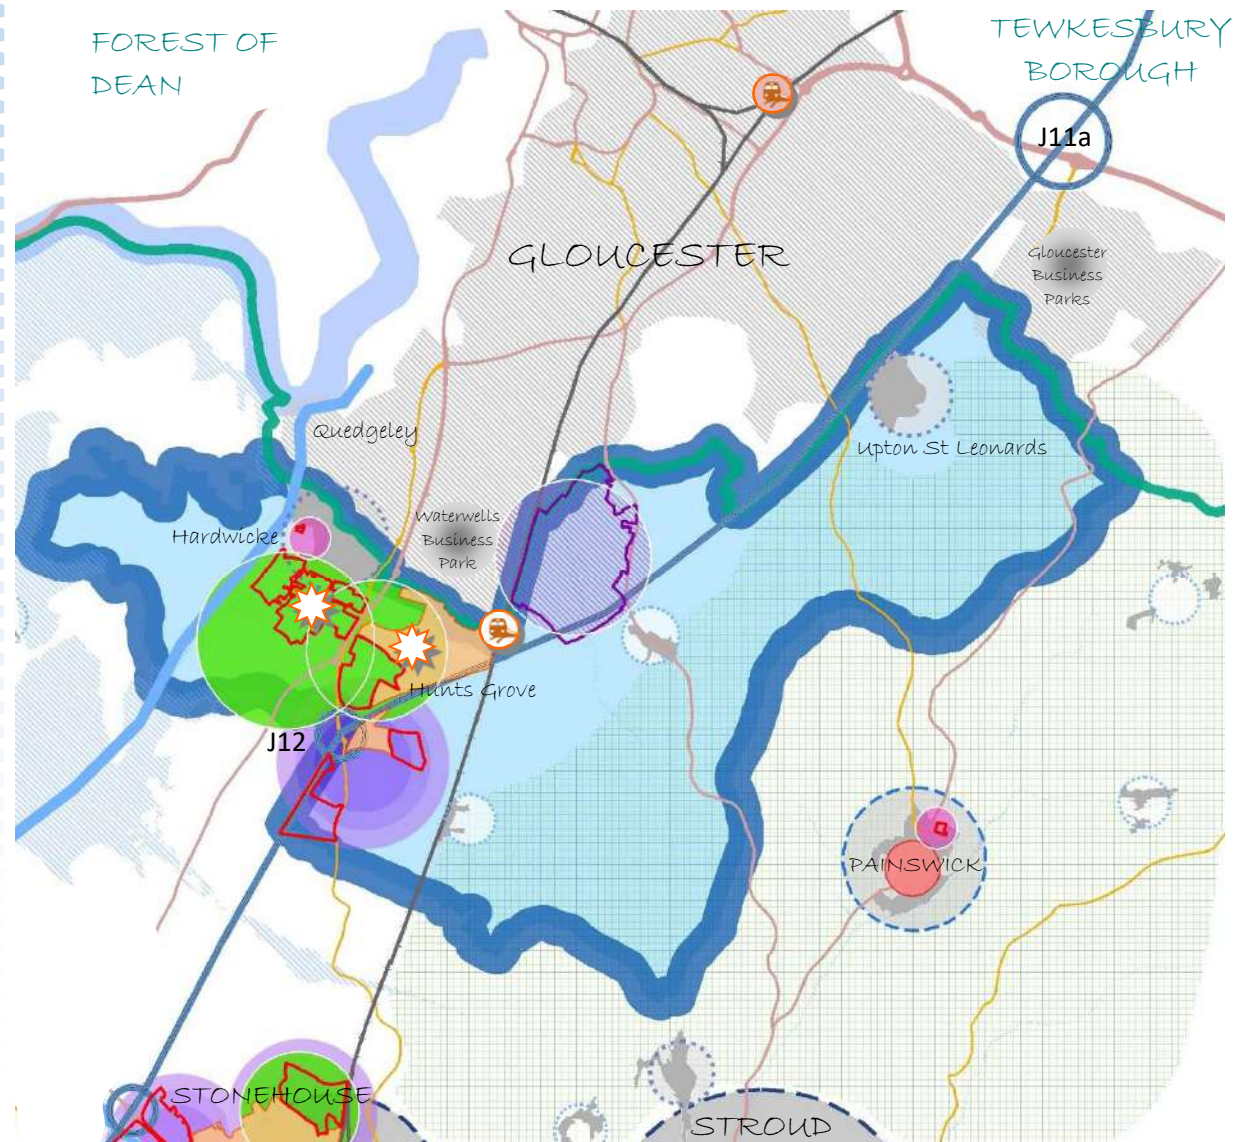 FOREST OF
DEAN
TEWKESBURY
BOROUGH
J11a
GLOUCESTER
Gloucester
Business
Parks
Quedgeley
Upton St Leonards
Hardwicke
Waterwells
Business
Park
Hunts Grove
J12
PAINSWICK
STONEHOUSE
STROUD